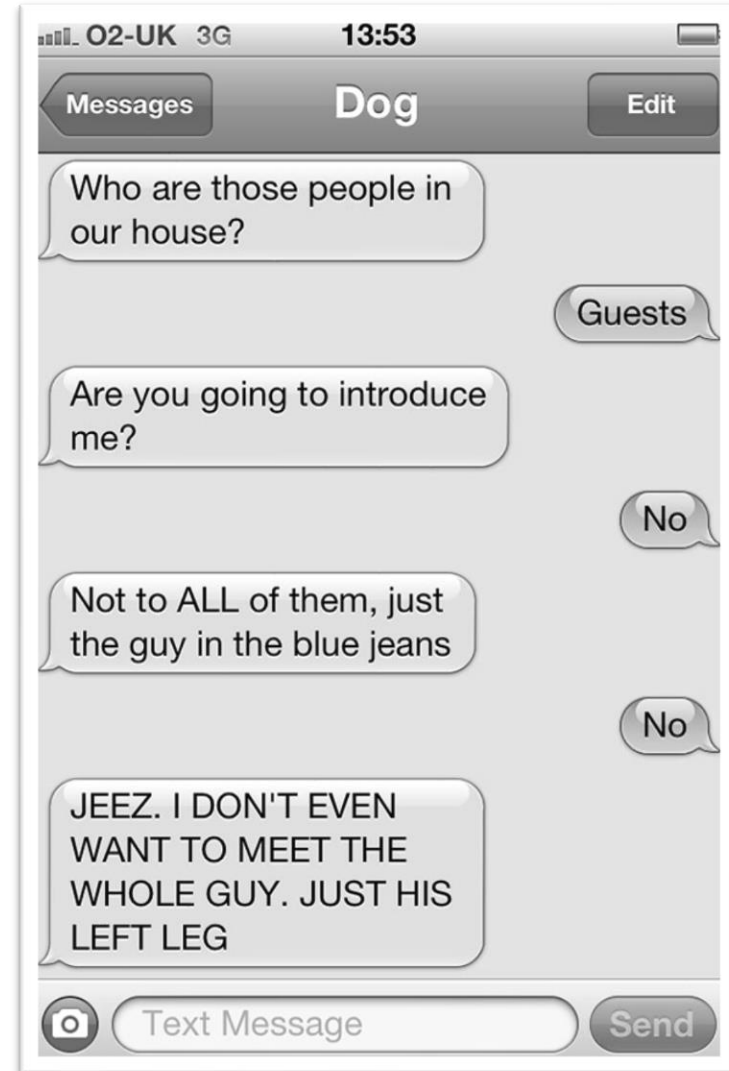 O2-UK 3G 13:53
Messages Dog Edit
Who are those people in
our house?
Guests
Are you going to introduce
me?
No
Not to ALL of them, just
the guy in the blue jeans
No
JEEZ. I DON'T EVEN
WANT TO MEET THE
WHOLE GUY. JUST HIS
LEFT LEG
Text Message Send